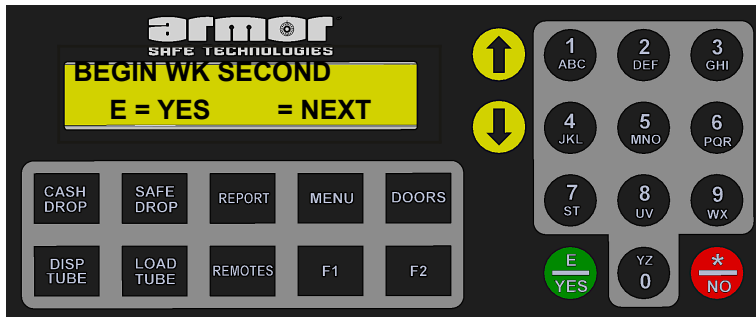 armor
SAFE TECHNOLOGIES
BEGIN WK SECOND
E = YES = NEXT
1
ABC
2
DEF
3
GHI
4
JKL
5
MNO
6
PQR
7
ST
8
UV
9
WX
E
YES
YZ
0
*
NO
CASH
DROP
SAFE
DROP
REPORT
MENU
DOORS
DISP
TUBE
LOAD
TUBE
REMOTES
F1
F2